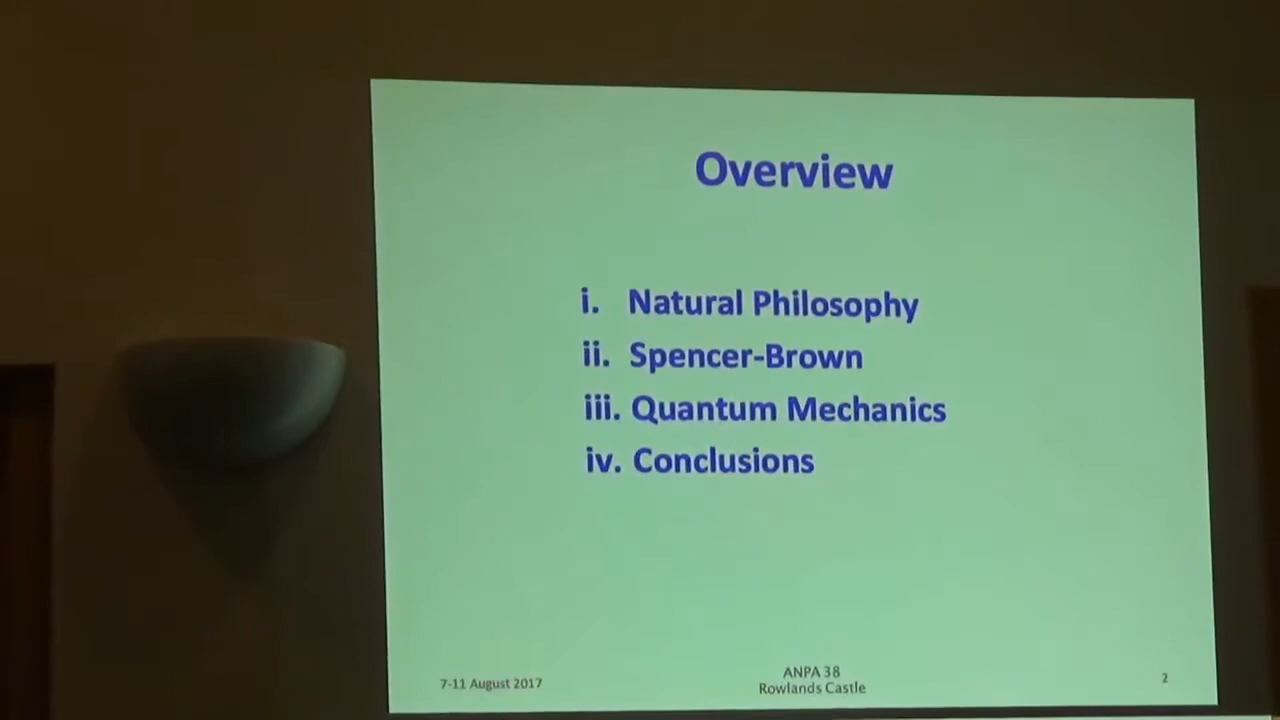 Overview
i. Natural Philosophy
ii. Spencer-Brown
iii. Quantum Mechanics
iv. Conclusions
7-11 August 2017
ANPA 38
Rowlands Castle
2